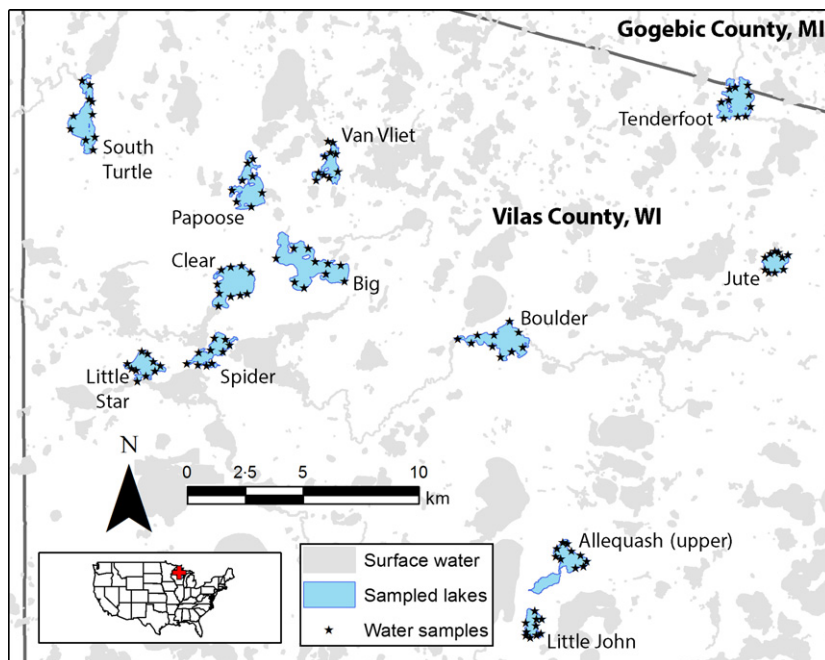 Gogebic County, MI
Van Vliet
Tenderfoot
South
Turtle
Papoose
Vilas County, WI
Clear
Big
Jute
Boulder
Little
Star
Spider
N
0 2·5 5 10
km
Allequash (upper)
Surface water
Sampled lakes
Water samples
Little John